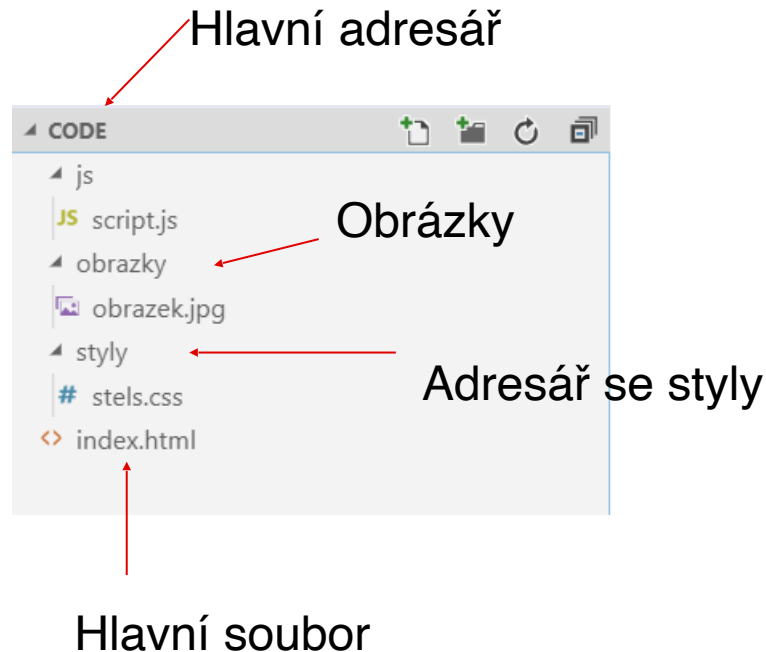 Hlavní adresář
CODE
js
JS script.js
Obrázky
obrazky
obrazek.jpg
styly
Adresář se styly
# stels.css
<> index.html
Hlavní soubor